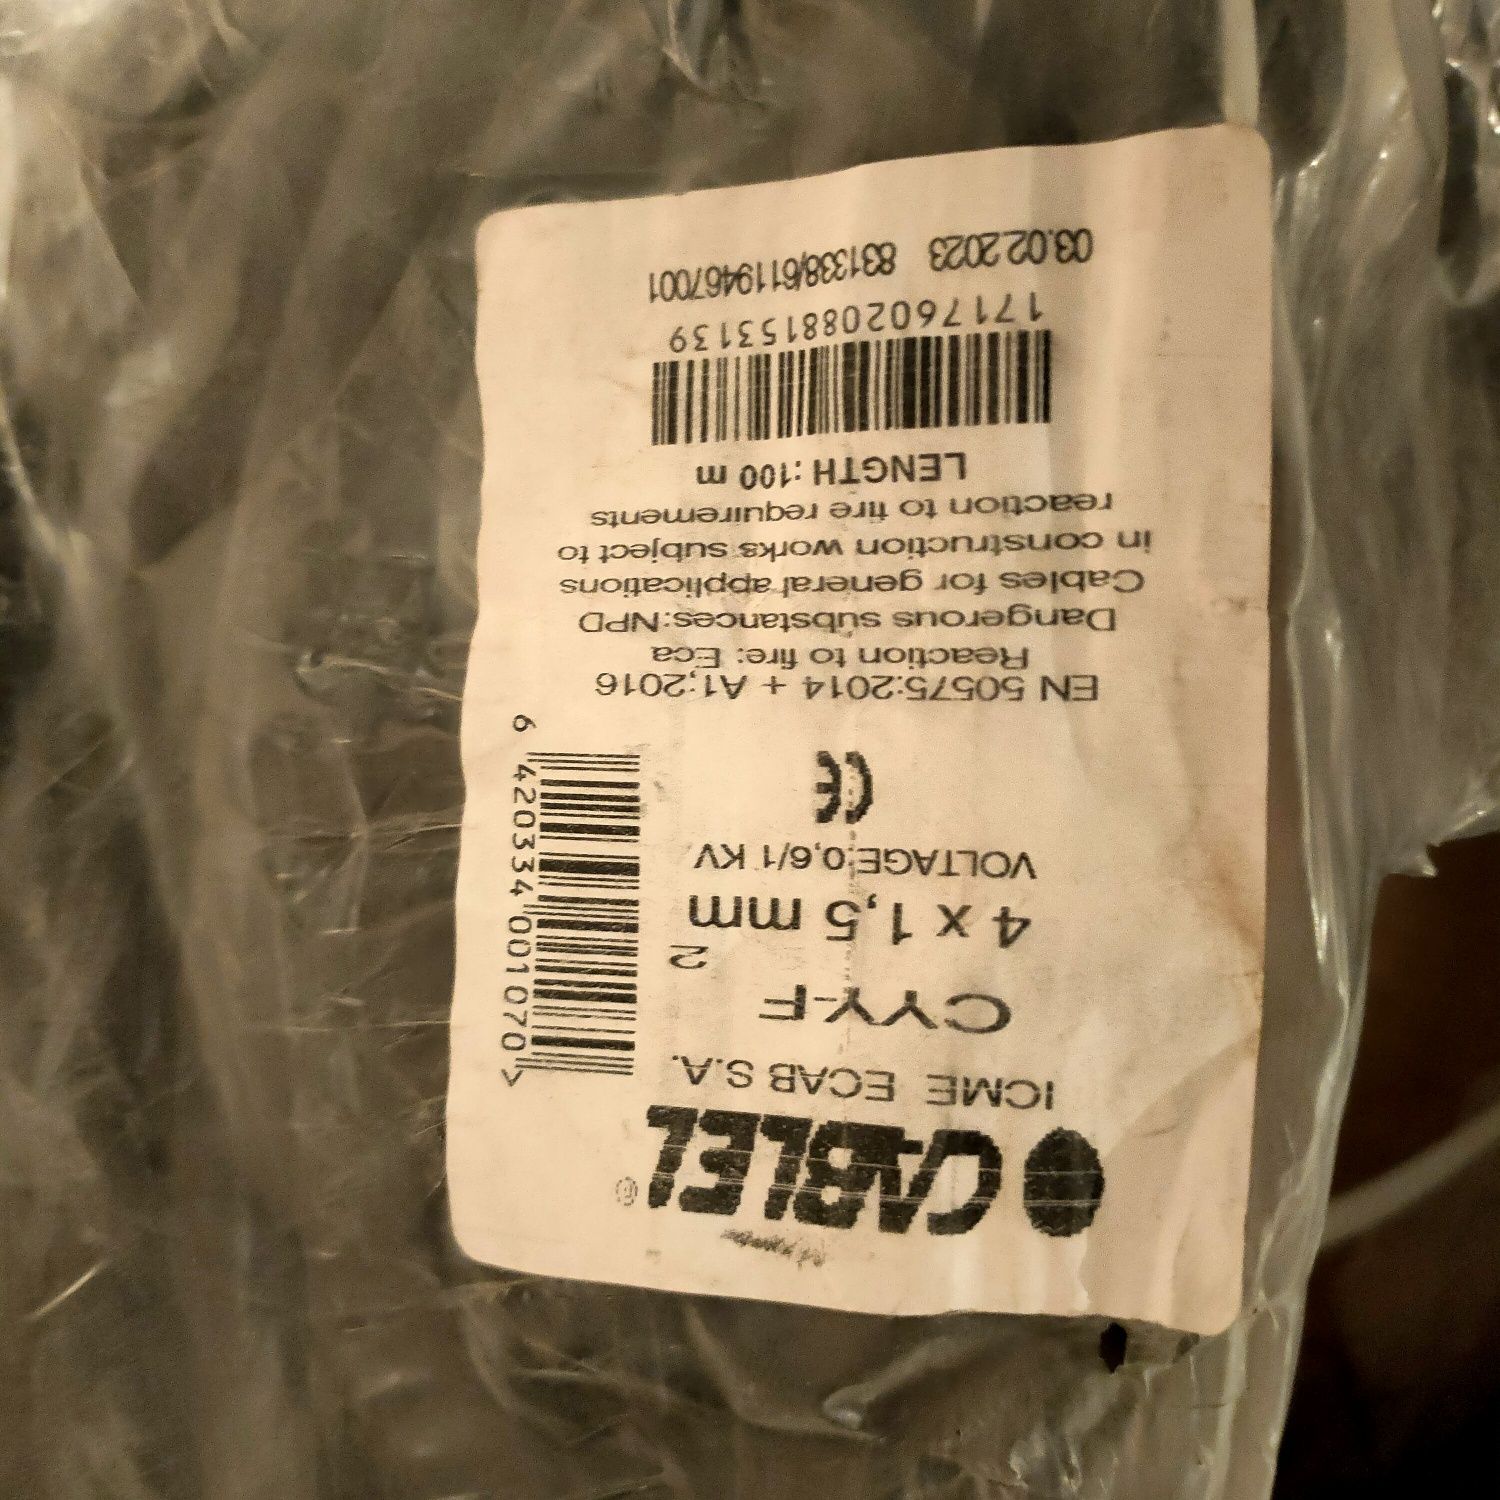 CABLEL®
ICME ECAB S.A.
CYY-F
4 x 1,5 mm 2
VOLTAGE:0,6/1 KV
CE
6 420334 001070 >
EN 50575:2014 + A1:2016
Reaction to fire: Eca
Dangerous substances:NPD
Cables for general applications
in construction works subject to
reaction to fire requirements
LENGTH :100 m
1717602088153139
03.02.2023 831338/6119467001